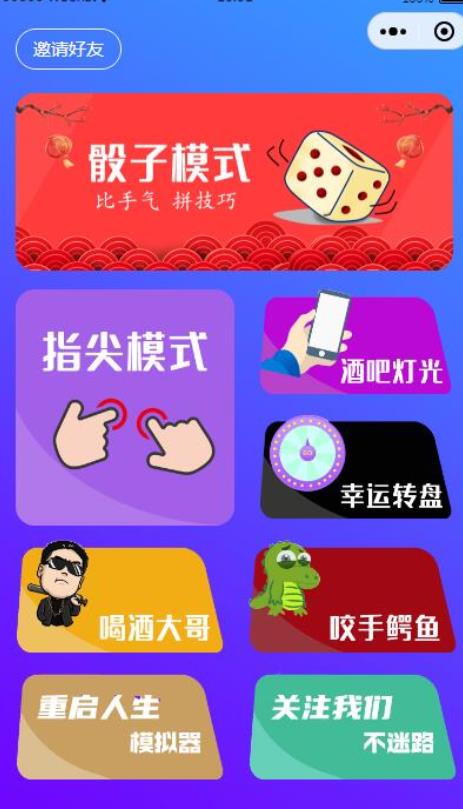 邀请好友
骰子模式
比手气 拼技巧
指尖模式
酒吧灯光
GO
幸运转盘
喝酒大哥
咬手鳄鱼
重启人生
模拟器
关注我们
不迷路